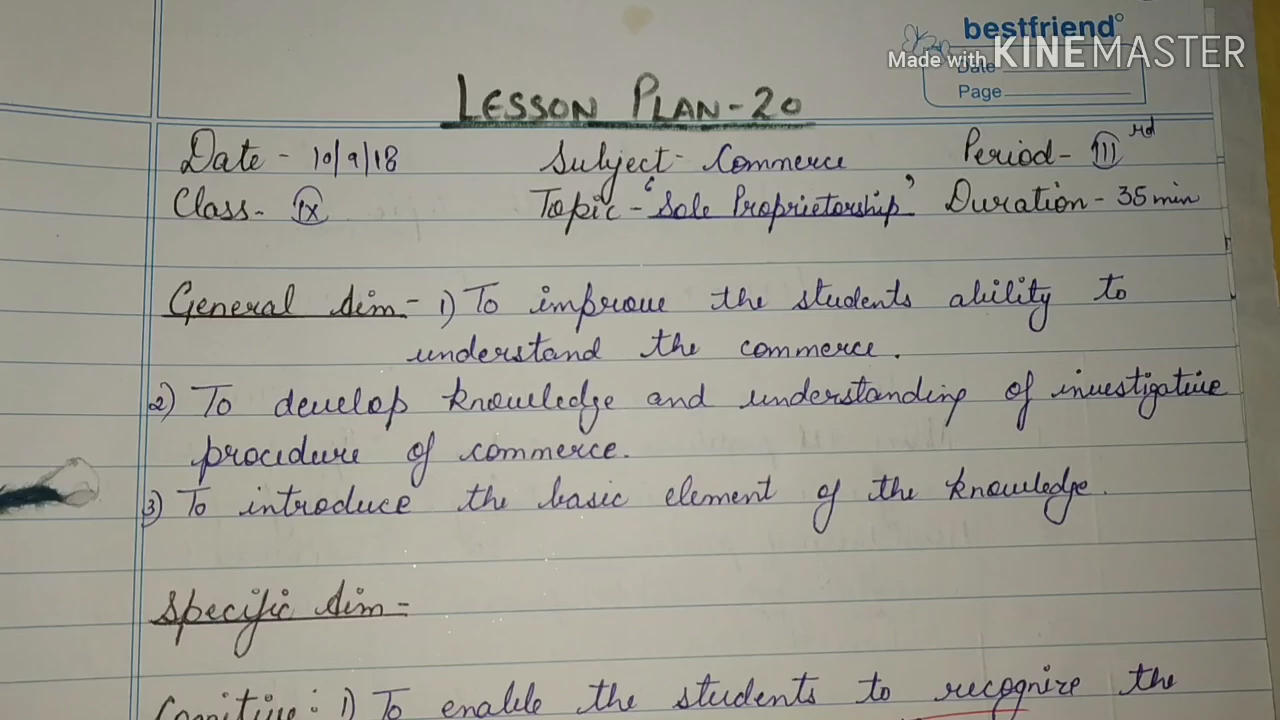 bestfriend
Made with KINEMASTER
Date
Page
LESSON PLAN-20
Date - 10/9/18 Subject- Commerce Period- III rd
Class- IX Topic - 'Sole Proprietorship' Duration - 35 min
General Aim - 1) To improve the students ability to
understand the commerce.
2) To develop knowledge and understanding of investigative
procedure of commerce.
3) To introduce the basic element of the knowledge.
Specific Aim -
Cognitive : 1) To enable the students to recognize the